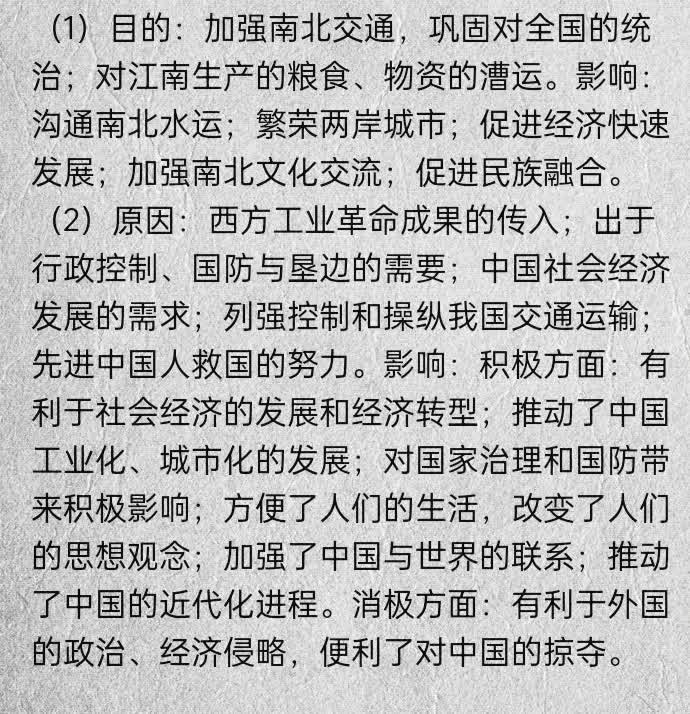 (1)目的：加强南北交通，巩固对全国的统
治；对江南生产的粮食、物资的漕运。影响：
沟通南北水运；繁荣两岸城市；促进经济快速
发展；加强南北文化交流；促进民族融合。
(2)原因：西方工业革命成果的传入；出于
行政控制、国防与垦边的需要；中国社会经济
发展的需求；列强控制和操纵我国交通运输；
先进中国人救国的努力。影响：积极方面：有
利于社会经济的发展和经济转型；推动了中国
工业化、城市化的发展；对国家治理和国防带
来积极影响；方便了人们的生活，改变了人们
的思想观念；加强了中国与世界的联系；推动
了中国的近代化进程。消极方面：有利于外国
的政治、经济侵略，便利了对中国的掠夺。